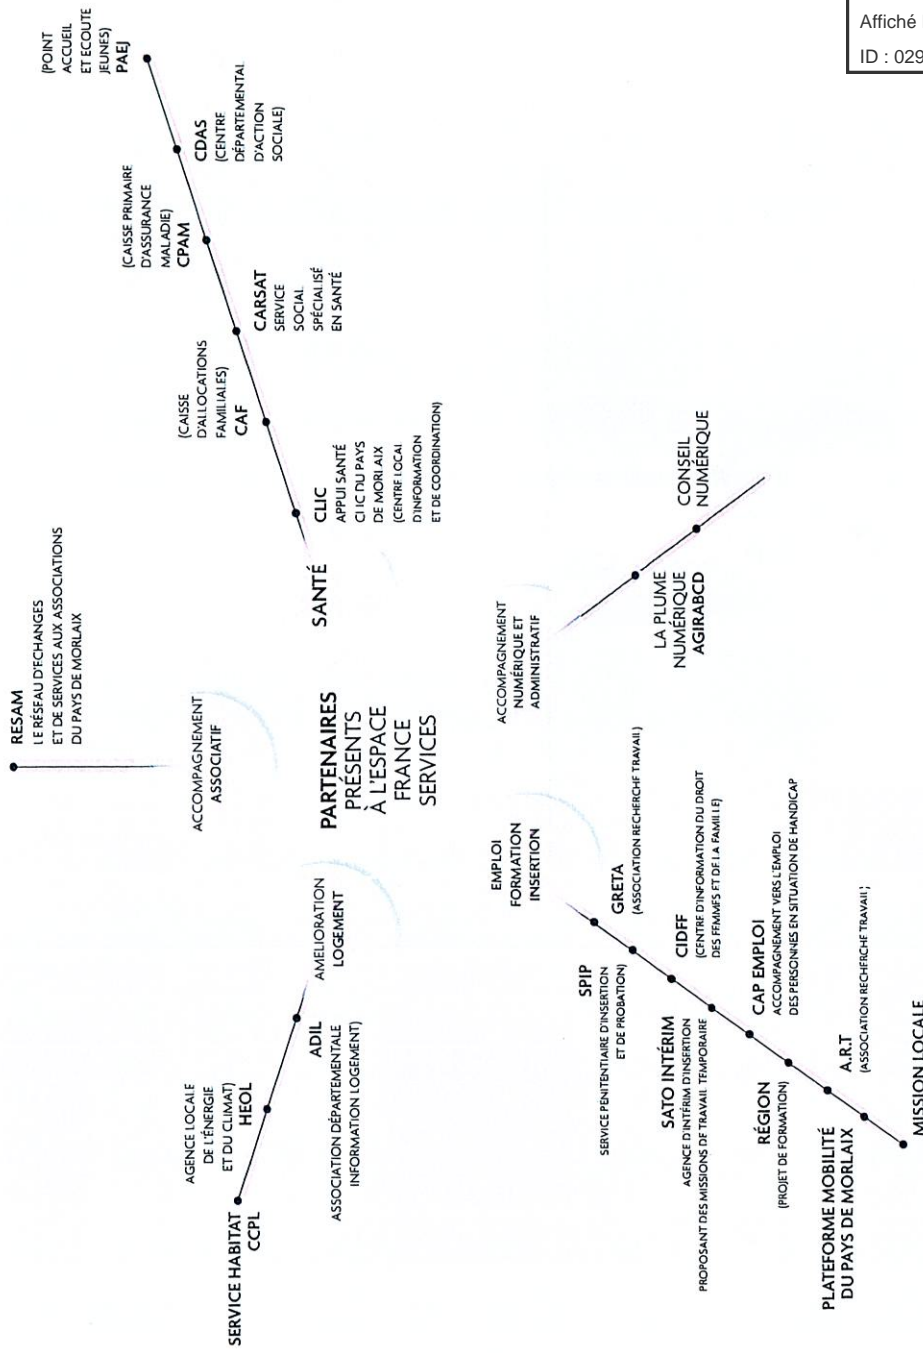 Affiché
ID : 029
RESAM
LE RÉSEAU D'ECHANGES
ET DE SERVICES AUX ASSOCIATIONS
DU PAYS DE MORLAIX
ACCOMPAGNEMENT
ASSOCIATIF
PARTENAIRES
PRÉSENTS
À L'ESPACE
FRANCE
SERVICES
SANTÉ
CLIC
APPUI SANTÉ
CLIC DU PAYS
DE MORLAIX
(CENTRE LOCAL
D'INFORMATION
ET DE COORDINATION)
(CAISSE
D'ALLOCATIONS
FAMILIALES)
CAF
CARSAT
SERVICE
SOCIAL
SPÉCIALISÉ
EN SANTÉ
(CAISSE PRIMAIRE
D'ASSURANCE
MALADIE)
CPAM
CDAS
(CENTRE
DÉPARTEMENTAL
D'ACTION
SOCIALE)
(POINT
ACCUEIL
ET ECOUTE
JEUNES)
PAEJ
SERVICE HABITAT
CCPL
AGENCE LOCALE
DE L'ÉNERGIE
ET DU CLIMAT)
HEOL
ADIL
ASSOCIATION DÉPARTEMENTALE
INFORMATION LOGEMENT)
AMELIORATION
LOGEMENT
EMPLOI
FORMATION
INSERTION
SPIP
SERVICE PENITENTIAIRE D'INSERTION
ET DE PROBATION)
GRETA
(ASSOCIATION RECHERCHE TRAVAIL)
SATO INTÉRIM
AGENCE D'INTÉRIM D'INSERTION
PROPOSANT DES MISSIONS DE TRAVAIL TEMPORAIRE
CIDFF
(CENTRE D'INFORMATION DU DROIT
DES FEMMES ET DE LA FAMILLE)
RÉGION
(PROJET DE FORMATION)
CAP EMPLOI
ACCOMPAGNEMENT VERS L'EMPLOI
DES PERSONNES EN SITUATION DE HANDICAP
PLATEFORME MOBILITÉ
DU PAYS DE MORLAIX
A.R.T
(ASSOCIATION RECHERCHE TRAVAIL)
MISSION LOCALE
ACCOMPAGNEMENT
NUMÉRIQUE ET
ADMINISTRATIF
LA PLUME
NUMÉRIQUE
AGIRABCD
CONSEIL
NUMÉRIQUE